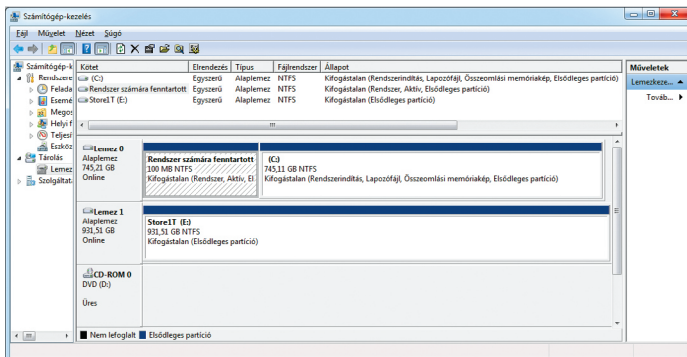 Számítógép-kezelés
Fájl Művelet Nézet Súgó
Számítógép-k
Rendszere
Felada
Esemé
Megos
Helyi f
Teljesí
Eszköz
Tárolás
Lemez
Szolgáltat
Kötet Elrendezés Típus Fájlrendszer Állapot
(C:) Egyszerű Alaplemez NTFS Kifogástalan (Rendszerindítás, Lapozófájl, Összeomlási memóriakép, Elsődleges partíció)
Rendszer számára fenntartott Egyszerű Alaplemez NTFS Kifogástalan (Rendszer, Aktív, Elsődleges partíció)
Store1T (E:) Egyszerű Alaplemez NTFS Kifogástalan (Elsődleges partíció)
Lemez 0
Alaplemez
745,21 GB
Online
Rendszer számára fenntartott
100 MB NTFS
Kifogástalan (Rendszer, Aktív, El
(C:)
745,11 GB NTFS
Kifogástalan (Rendszerindítás, Lapozófájl, Összeomlási memóriakép, Elsődleges partíció)
Lemez 1
Alaplemez
931,51 GB
Online
Store1T (E:)
931,51 GB NTFS
Kifogástalan (Elsődleges partíció)
CD-ROM 0
DVD (D:)
Üres
Nem lefoglalt Elsődleges partíció
Műveletek
Lemezkeze...
Továb...